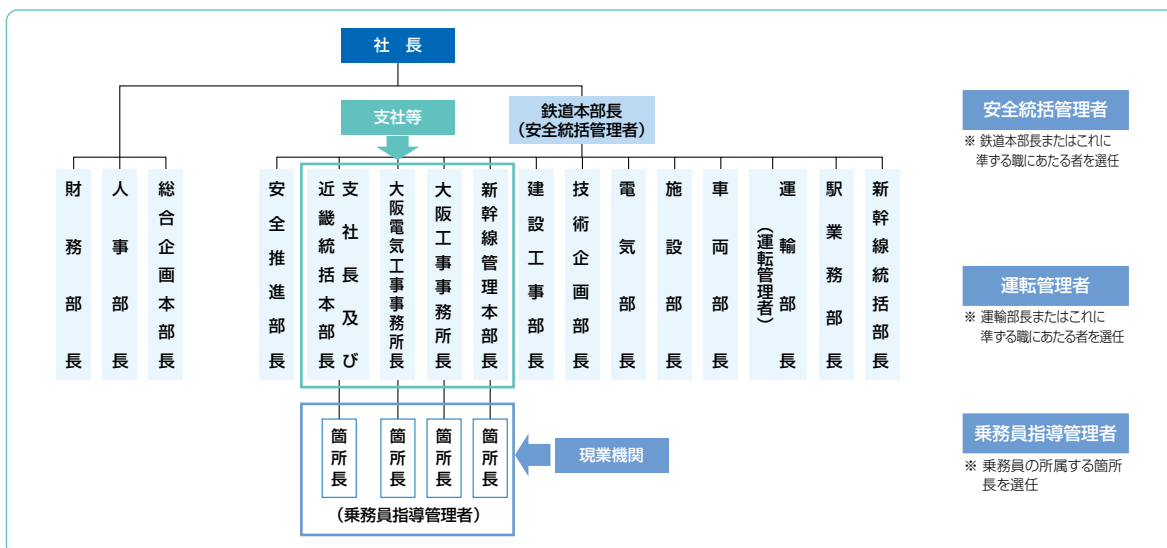 社長
支社等
鉄道本部長
（安全統括管理者）
財務部長
人事部長
総合企画本部長
安全推進部長
支社長及び
近畿統括本部長
大阪電気工事事務所長
大阪工事事務所長
新幹線管理本部長
建設工事部長
技術企画部長
電気部長
施設部長
車両部長
運輸部長
（運転管理者）
駅業務部長
新幹線統括部長
箇所長
箇所長
箇所長
箇所長
（乗務員指導管理者）
現業機関
安全統括管理者
※ 鉄道本部長またはこれに
準ずる職にあたる者を選任
運転管理者
※ 運輸部長またはこれに
準ずる職にあたる者を選任
乗務員指導管理者
※ 乗務員の所属する箇所
長を選任